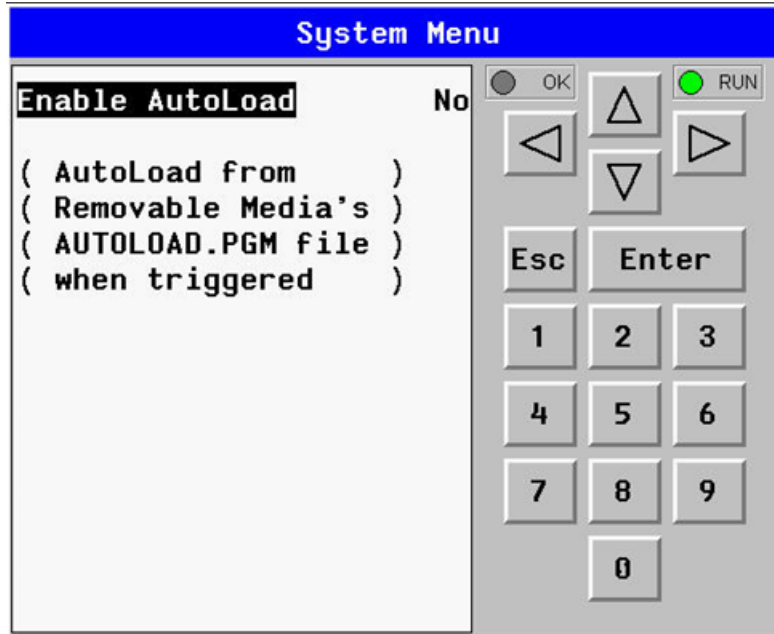 System Menu
Enable AutoLoad No
( AutoLoad from )
( Removable Media's )
( AUTOLOAD.PGM file )
( when triggered )
OK
RUN
Esc
Enter
1 2 3
4 5 6
7 8 9
0